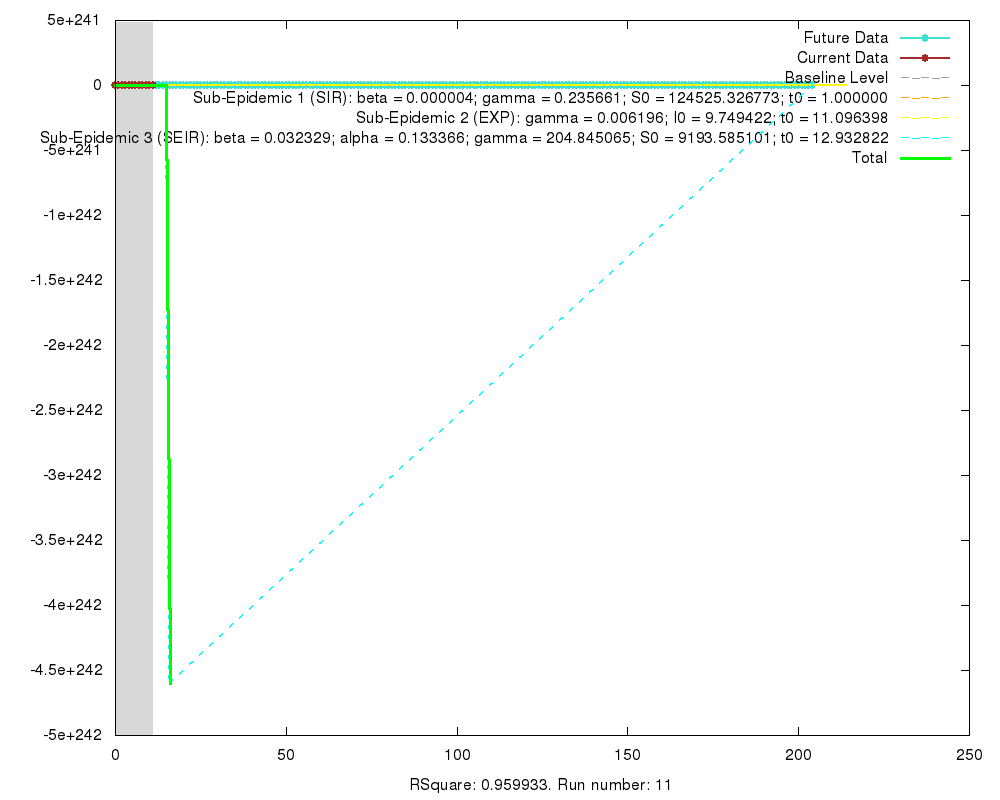 5e+241
Future Data
Current Data
0
Baseline Level
Sub-Epidemic 1 (SIR): beta = 0.000004; gamma = 0.235661; S0 = 124525.326773; t0 = 1.000000
Sub-Epidemic 2 (EXP): gamma = 0.006196; I0 = 9.749422; t0 = 11.096398
Sub-Epidemic 3 (SEIR): beta = 0.032329; alpha = 0.133366; gamma = 204.845065; S0 = 9193.585101; t0 = 12.932822
-5e+241
Total
-1e+242
-1.5e+242
-2e+242
-2.5e+242
-3e+242
-3.5e+242
-4e+242
-4.5e+242
-5e+242
0 50 100 150 200 250
RSquare: 0.959933. Run number: 11